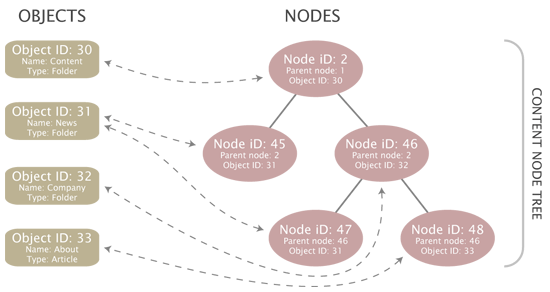 OBJECTS
NODES
Object ID: 30
Name: Content
Type: Folder
Object ID: 31
Name: News
Type: Folder
Object ID: 32
Name: Company
Type: Folder
Object ID: 33
Name: About
Type: Article
Node iD: 2
Parent node: 1
Object ID: 30
Node iD: 45
Parent node: 2
Object ID: 31
Node iD: 46
Parent node: 2
Object ID: 32
Node iD: 47
Parent node: 46
Object ID: 31
Node iD: 48
Parent node: 46
Object ID: 33
CONTENT NODE TREE